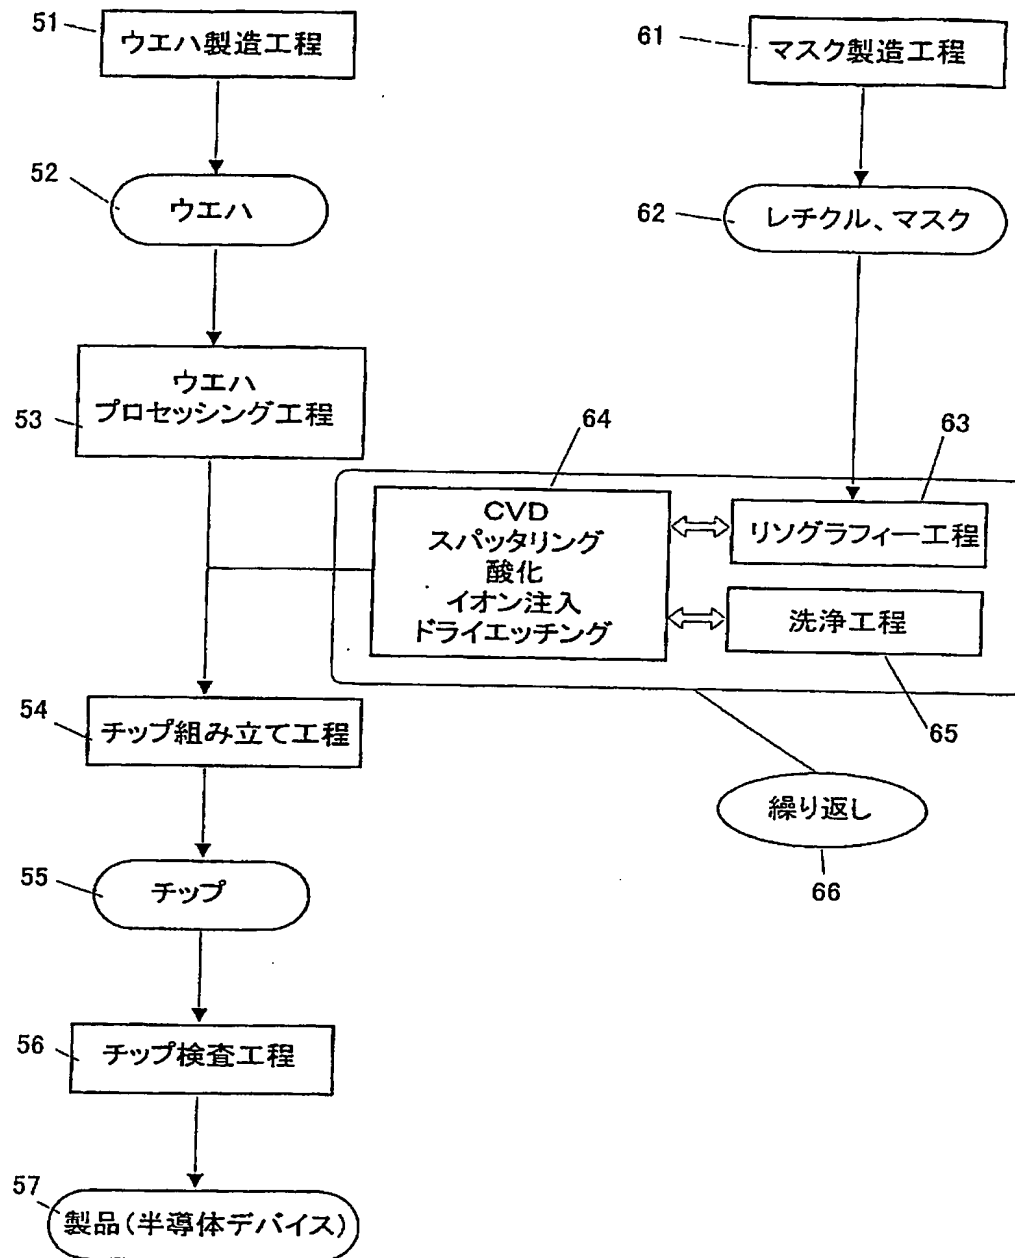 51
ウエハ製造工程
52
ウエハ
53
ウエハ
プロセッシング工程
54
チップ組み立て工程
55
チップ
56
チップ検査工程
57
製品(半導体デバイス)
61
マスク製造工程
62
レチクル、マスク
63
リソグラフィー工程
64
CVD
スパッタリング
酸化
イオン注入
ドライエッチング
洗浄工程
65
繰り返し
66